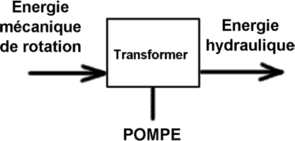 Energie
mécanique
de rotation
Transformer
Energie
hydraulique
POMPE